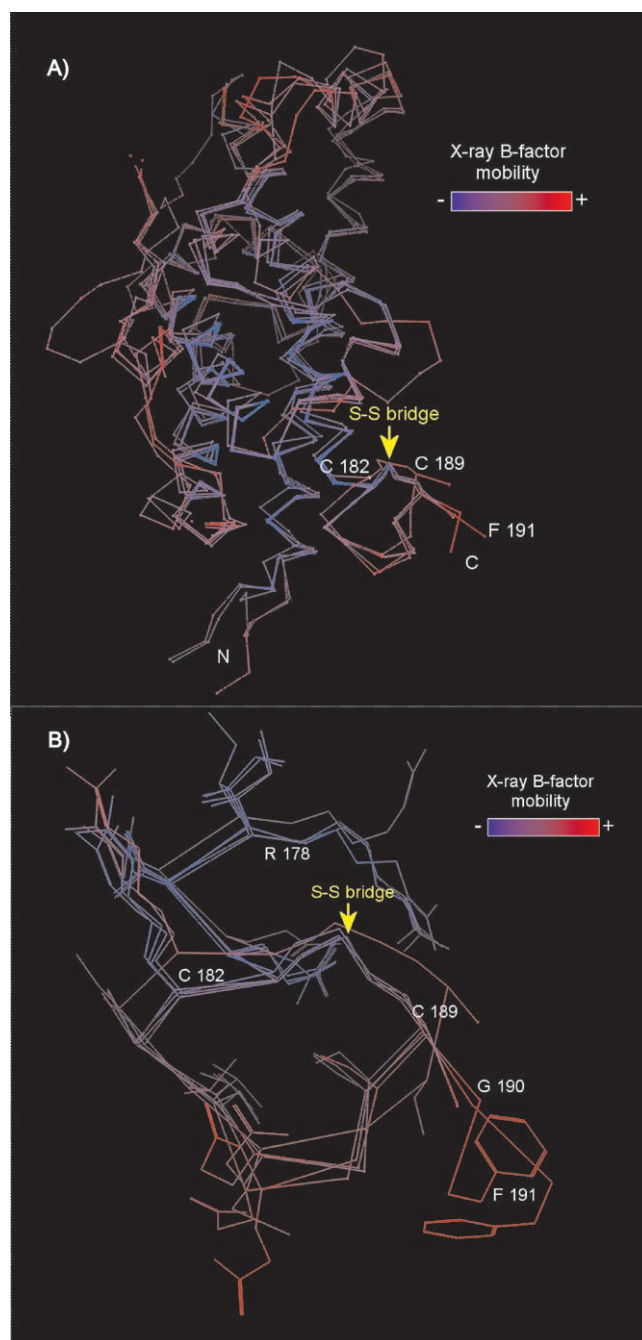 A)
X-ray B-factor
mobility
- +
S-S bridge
C 182 C 189
F 191
C
N
B)
X-ray B-factor
mobility
- +
R 178
S-S bridge
C 182
C 189
G 190
F 191